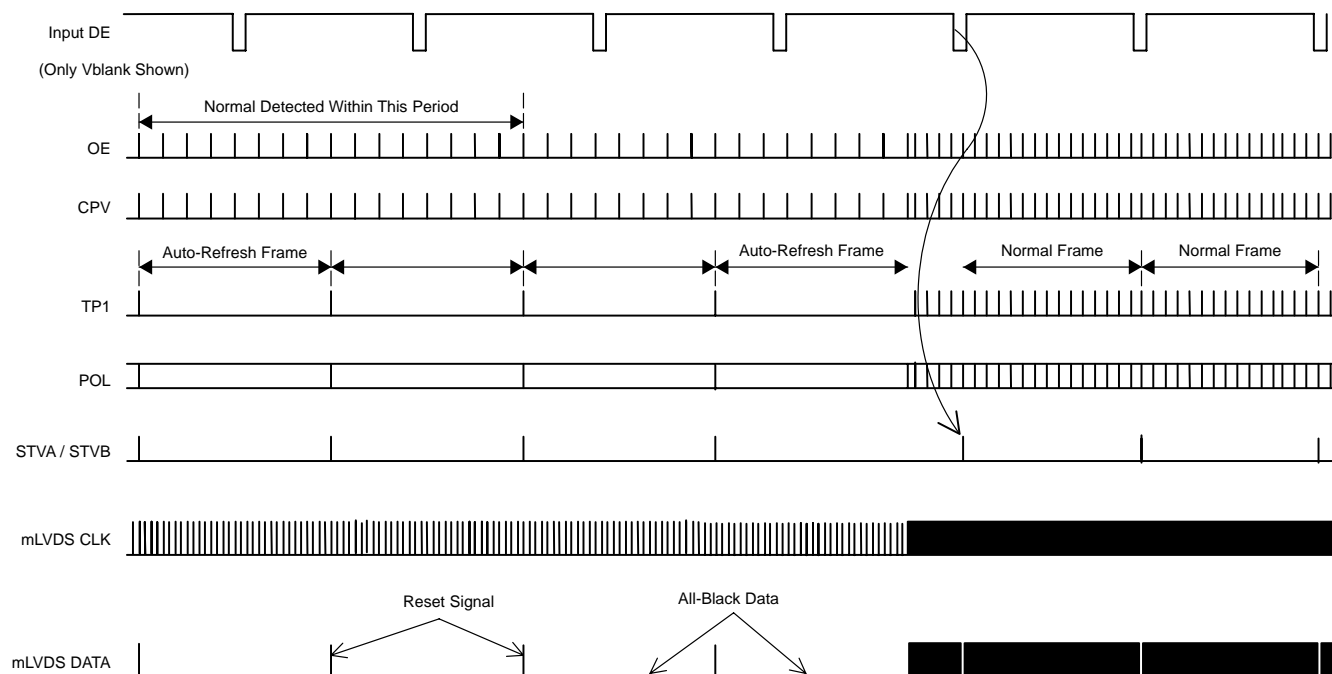 Input DE
(Only Vblank Shown)
Normal Detected Within This Period
OE
CPV
Auto-Refresh Frame
Auto-Refresh Frame
Normal Frame
Normal Frame
TP1
POL
STVA / STVB
mLVDS CLK
Reset Signal
All-Black Data
mLVDS DATA